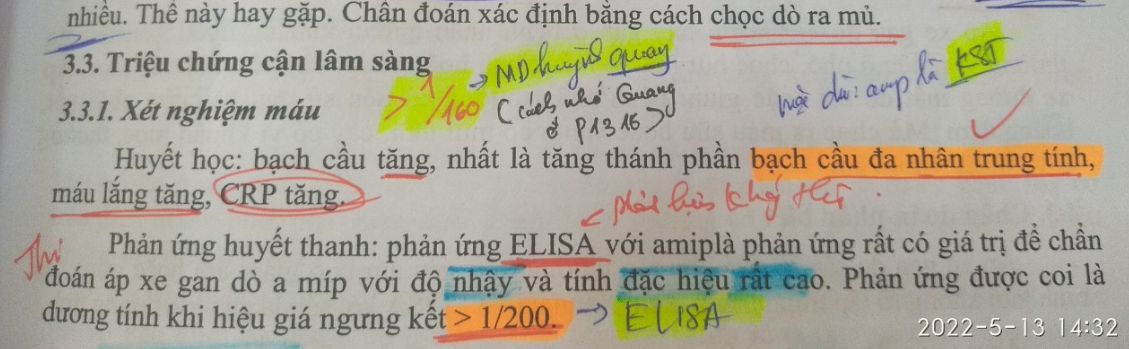 nhiều. Thể này hay gặp. Chẩn đoán xác định bằng cách chọc dò ra mủ.
3.3. Triệu chứng cận lâm sàng
> 1/160 → MD huỳnh quang
(cách nhớ Quang
ở P1316)
mặc dù: amip là KST
3.3.1. Xét nghiệm máu
Huyết học: bạch cầu tăng, nhất là tăng thánh phần bạch cầu đa nhân trung tính,
máu lắng tăng, CRP tăng.
Phản ứng huyết thanh: phản ứng ELISA với amiplà phản ứng rất có giá trị để chẩn
Thi
đoán áp xe gan dò a míp với độ nhậy và tính đặc hiệu rất cao. Phản ứng được coi là
dương tính khi hiệu giá ngưng kết > 1/200. → ELISA
2022-5-13 14:32